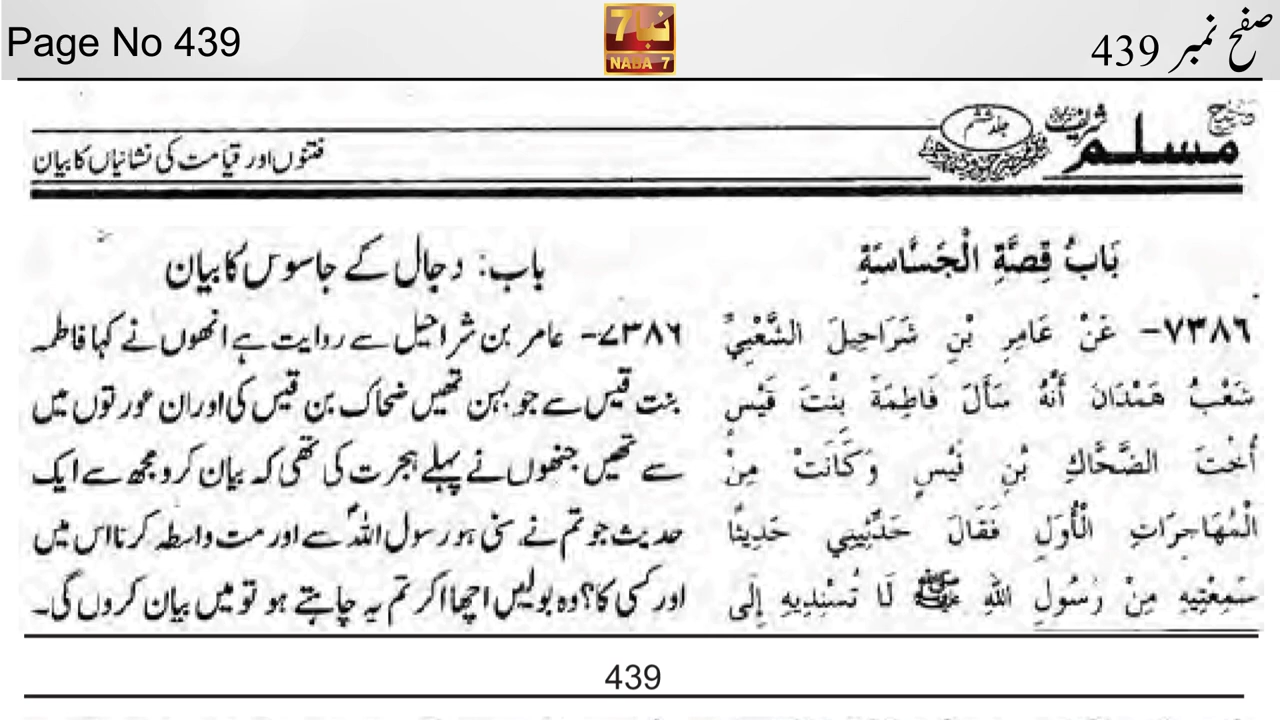 Page No 439
نبا 7
NABA 7
صفحہ نمبر 439
صحیح مسلم شریف
جلد ششم
فتنوں اور قیامت کی نشانیاں کا بیان
بَابُ قِصَّةِ الْجَسَّاسَةِ
۷۳۸۶- عَنْ عَامِرِ بْنِ شَرَاحِيلَ الشَّعْبِيِّ
شَعْبُ هَمْدَانَ أَنَّهُ سَأَلَ فَاطِمَةَ بِنْتَ قَيْسٍ
أُخْتَ الضَّحَّاكِ بْنِ قَيْسٍ وَكَانَتْ مِنْ
الْمُهَاجِرَاتِ الْأُوَلِ فَقَالَ حَدِّثِينِي حَدِيثًا
سَمِعْتِيهِ مِنْ رَسُولِ اللهِ ﷺ لَا تُسْنِدِيهِ إِلَى
باب: دجال کے جاسوس کا بیان
۷۳۸۶- عامر بن شراحیل سے روایت ہے انھوں نے کہا فاطمہ
بنت قیس سے جو بہن تھیں ضحاک بن قیس کی اور ان عورتوں میں
سے تھیں جنھوں نے پہلے ہجرت کی تھی کہ بیان کرو مجھ سے ایک
حدیث جو تم نے سنی ہو رسول اللہؐ سے اور مت واسطہ کرنا اس میں
اور کسی کا؟ وہ بولیں اچھا اگر تم یہ چاہتے ہو تو میں بیان کروں گی۔
439